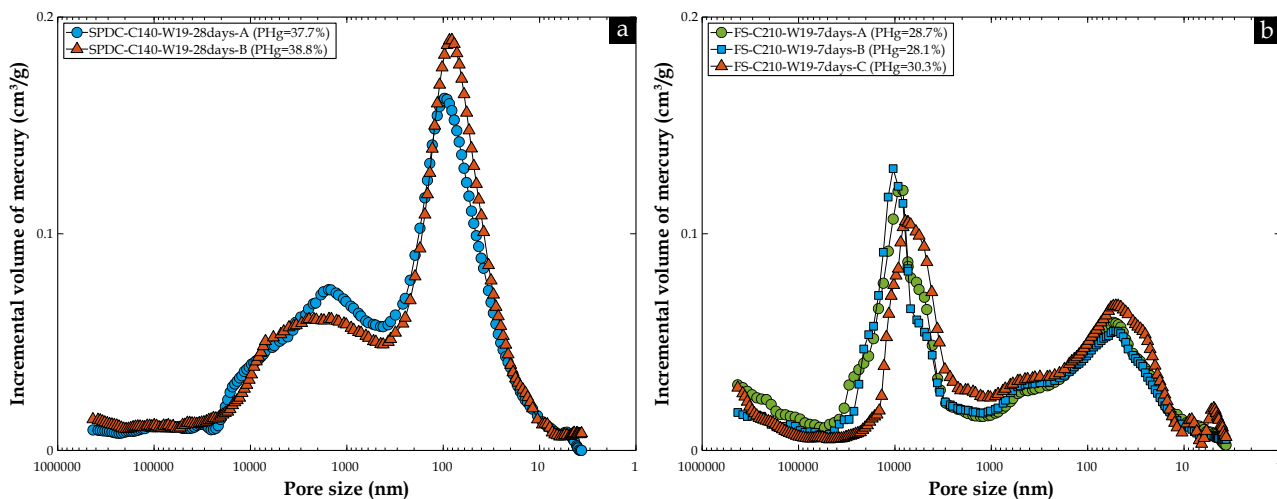 a
SPDC-C140-W19-28days-A (PHg=37.7%)
SPDC-C140-W19-28days-B (PHg=38.8%)
Incremental volume of mercury (cm³/g)
0.2
0.1
0
1000000 100000 10000 1000 100 10 1
Pore size (nm)
b
FS-C210-W19-7days-A (PHg=28.7%)
FS-C210-W19-7days-B (PHg=28.1%)
FS-C210-W19-7days-C (PHg=30.3%)
Incremental volume of mercury (cm³/g)
0.2
0.1
0
1000000 100000 10000 1000 100 10 1
Pore size (nm)